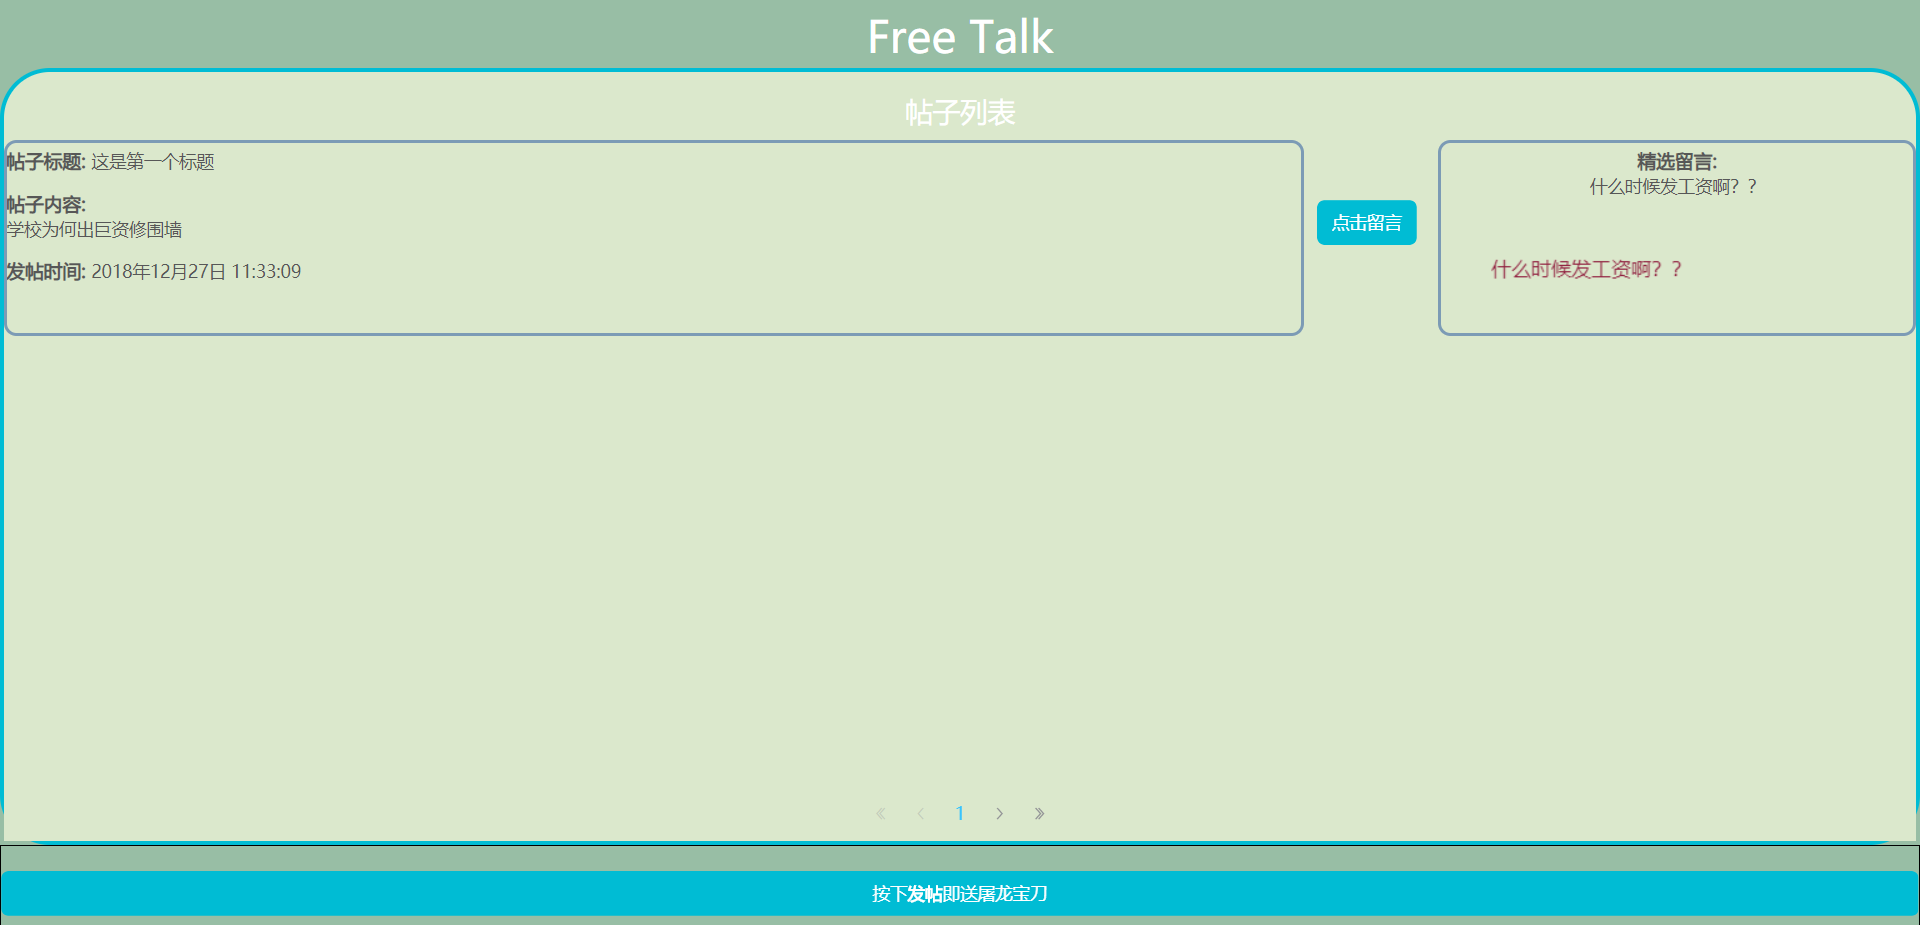 Free Talk
帖子列表
帖子标题: 这是第一个标题
帖子内容:
学校为何出巨资修围墙
发帖时间: 2018年12月27日 11:33:09
点击留言
精选留言:
什么时候发工资啊？？
什么时候发工资啊？？
« ‹ 1 › »
按下发帖即送屠龙宝刀